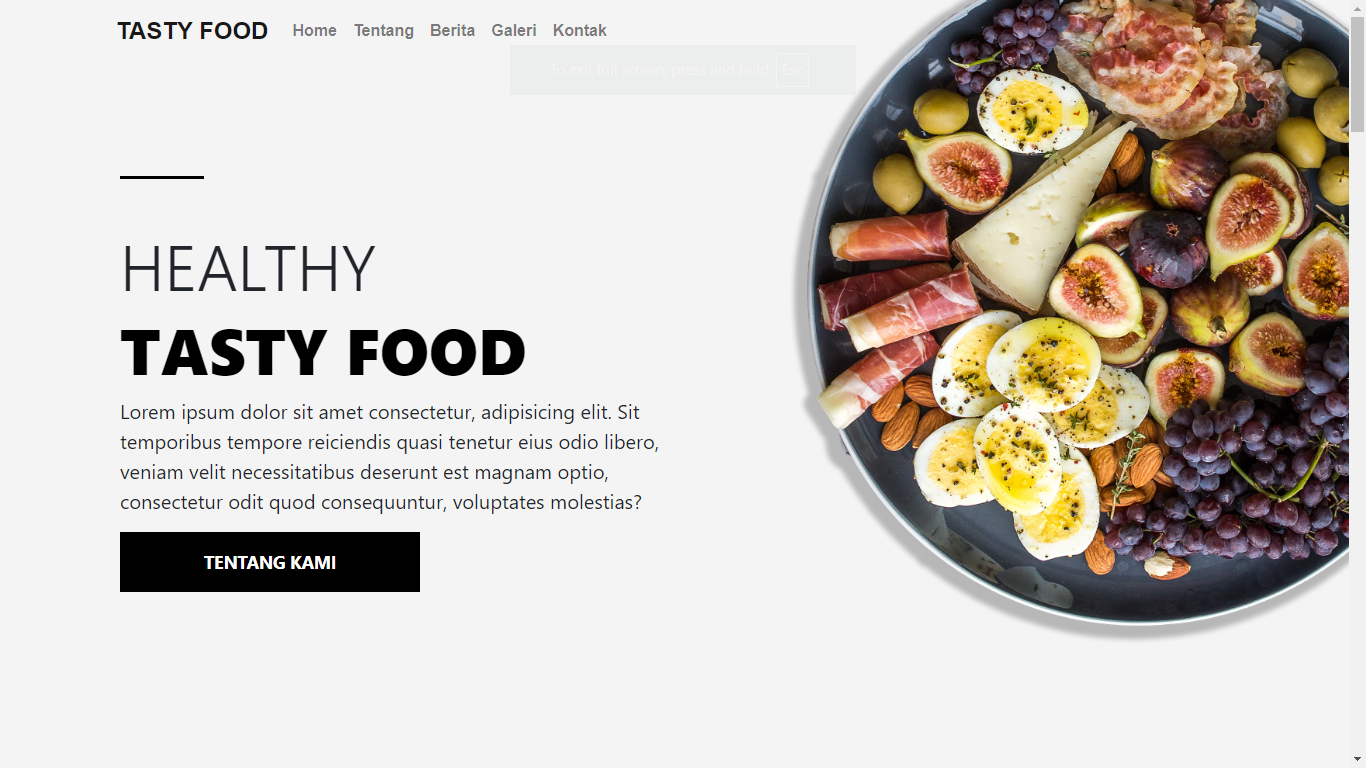 TASTY FOOD Home Tentang Berita Galeri Kontak
To exit full screen, press and hold Esc
HEALTHY
TASTY FOOD
Lorem ipsum dolor sit amet consectetur, adipisicing elit. Sit
temporibus tempore reiciendis quasi tenetur eius odio libero,
veniam velit necessitatibus deserunt est magnam optio,
consectetur odit quod consequuntur, voluptates molestias?
TENTANG KAMI